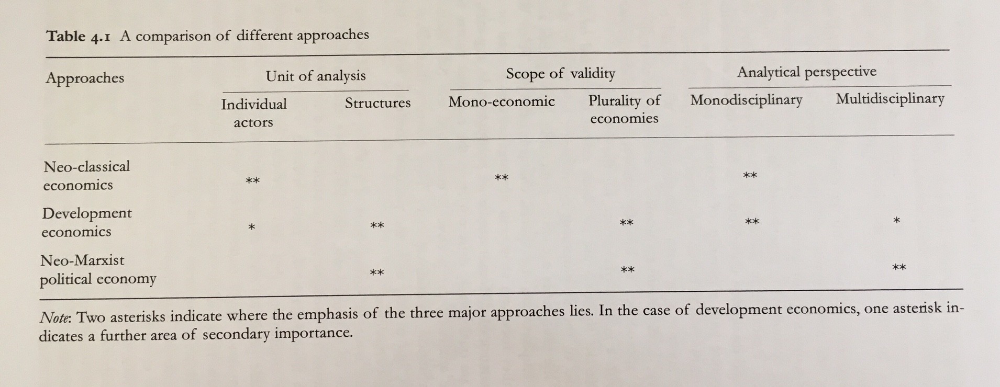 Table 4.1 A comparison of different approaches
Approaches Unit of analysis Scope of validity Analytical perspective
Individual Structures Mono-economic Plurality of Monodisciplinary Multidisciplinary
actors economies
Neo-classical
economics ** ** **
Development
economics * ** ** ** *
Neo-Marxist
political economy ** ** **
Note: Two asterisks indicate where the emphasis of the three major approaches lies. In the case of development economics, one asterisk in-
dicates a further area of secondary importance.